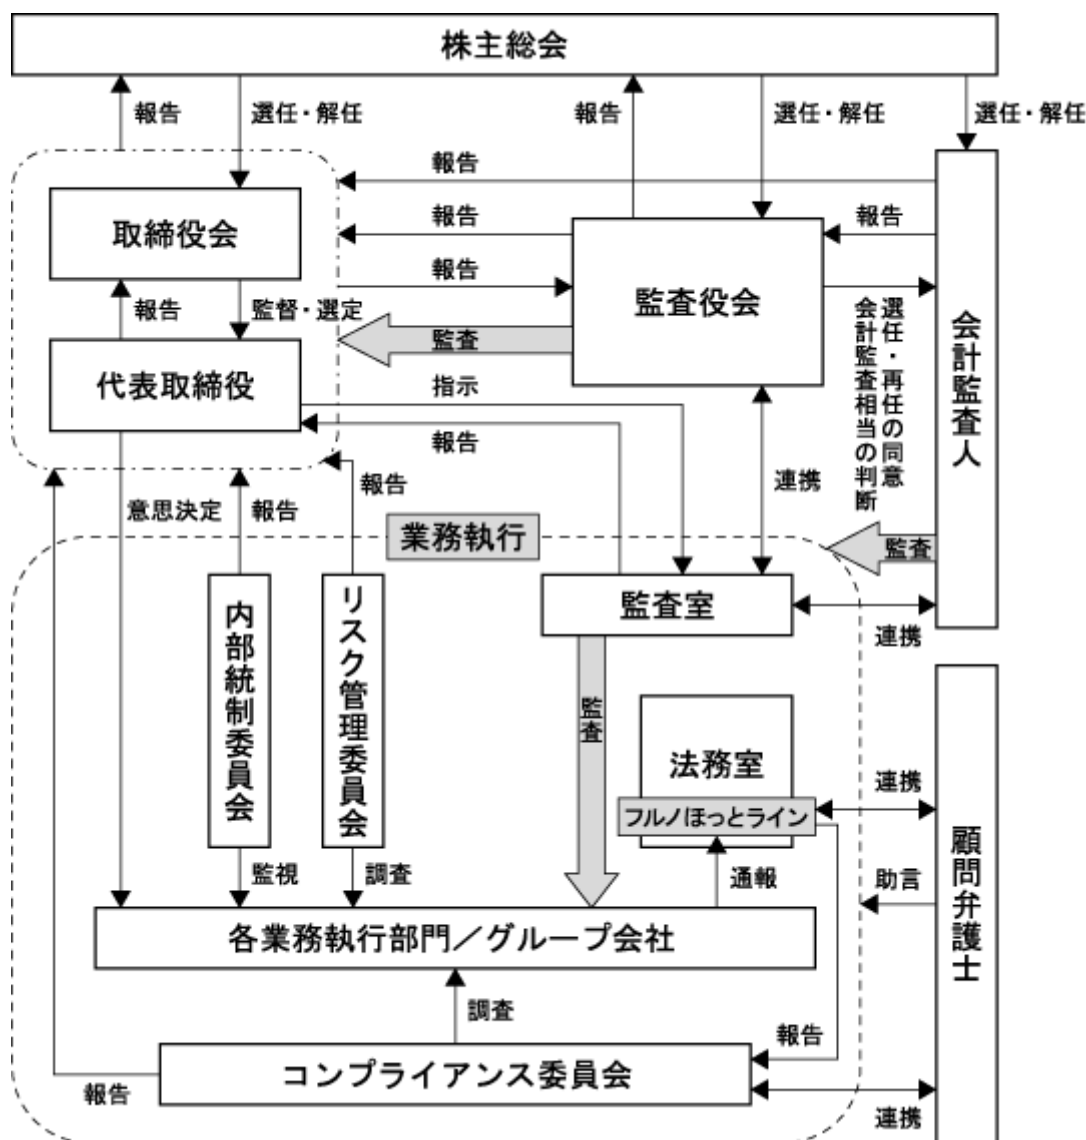 株主総会
報告
選任・解任
報告
選任・解任
選任・解任
報告
取締役会
報告
報告
報告
監査役会
報告
監督・選定
監査
選任・再任の同意
会計監査相当の判断
会計監査人
代表取締役
指示
報告
意思決定
報告
報告
連携
業務執行
監査
内部統制委員会
リスク管理委員会
監査室
連携
監査
法務室
フルノほっとライン
連携
顧問弁護士
監視
調査
通報
助言
各業務執行部門／グループ会社
調査
報告
コンプライアンス委員会
報告
連携